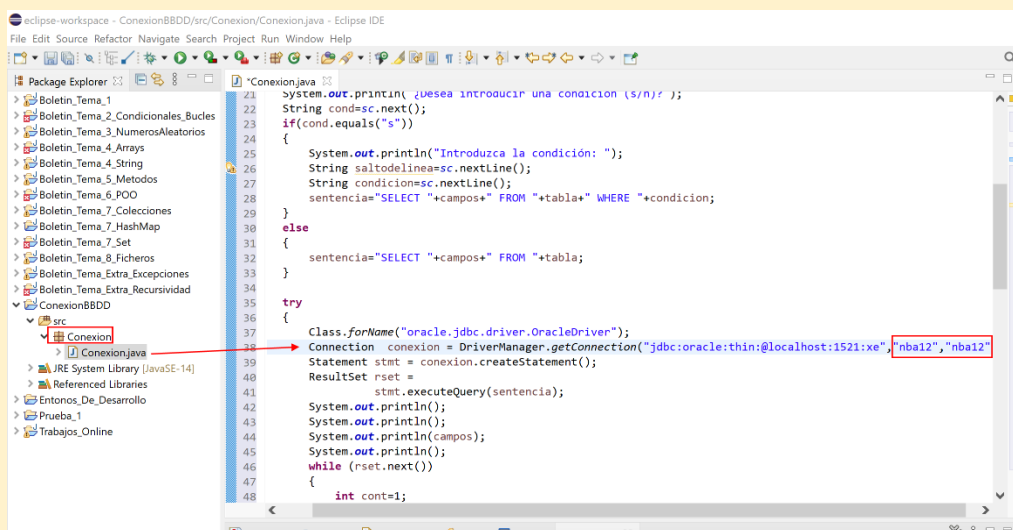 eclipse-workspace - ConexionBBDD/src/Conexion/Conexion.java - Eclipse IDE
File Edit Source Refactor Navigate Search Project Run Window Help
Package Explorer
Boletin_Tema_1
Boletin_Tema_2_Condicionales_Bucles
Boletin_Tema_3_NumerosAleatorios
Boletin_Tema_4_Arrays
Boletin_Tema_4_String
Boletin_Tema_5_Metodos
Boletin_Tema_6_POO
Boletin_Tema_7_Colecciones
Boletin_Tema_7_HashMap
Boletin_Tema_7_Set
Boletin_Tema_8_Ficheros
Boletin_Tema_Extra_Excepciones
Boletin_Tema_Extra_Recursividad
ConexionBBDD
src
Conexion
Conexion.java
JRE System Library [JavaSE-14]
Referenced Libraries
Entonos_De_Desarrollo
Prueba_1
Trabajos_Online
*Conexion.java
21 System.out.println("¿Desea introducir una condición (s/n)?");
22 String cond=sc.next();
23 if(cond.equals("s"))
24 {
25 System.out.println("Introduzca la condición: ");
26 String saltodelinea=sc.nextLine();
27 String condicion=sc.nextLine();
28 sentencia="SELECT "+campos+" FROM "+tabla+" WHERE "+condicion;
29 }
30 else
31 {
32 sentencia="SELECT "+campos+" FROM "+tabla;
33 }
34
35 try
36 {
37 Class.forName("oracle.jdbc.driver.OracleDriver");
38 Connection conexion = DriverManager.getConnection("jdbc:oracle:thin:@localhost:1521:xe","nba12","nba12"
39 Statement stmt = conexion.createStatement();
40 ResultSet rset =
41 stmt.executeQuery(sentencia);
42 System.out.println();
43 System.out.println();
44 System.out.println(campos);
45 System.out.println();
46 while (rset.next())
47 {
48 int cont=1;